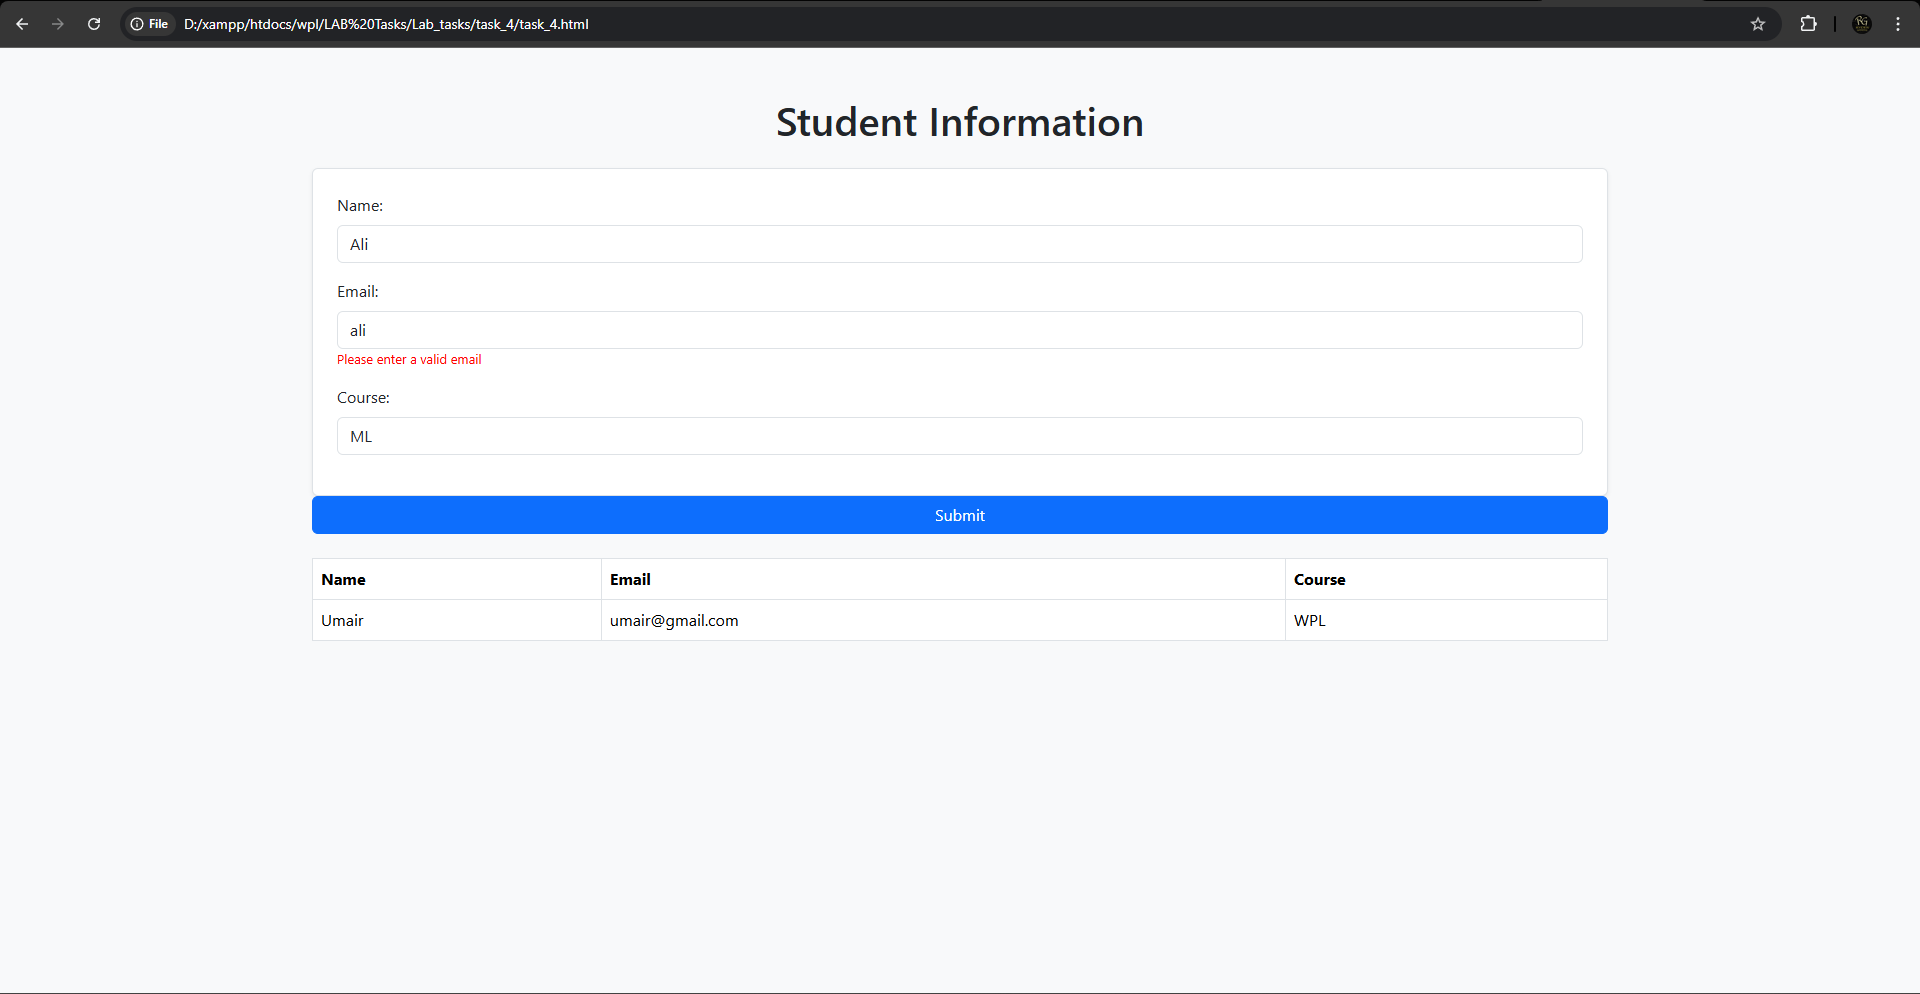 File D:/xampp/htdocs/wpl/LAB%20Tasks/Lab_tasks/task_4/task_4.html
Student Information
Name:
Ali
Email:
ali
Please enter a valid email
Course:
ML
Submit
Name Email Course
Umair umair@gmail.com WPL